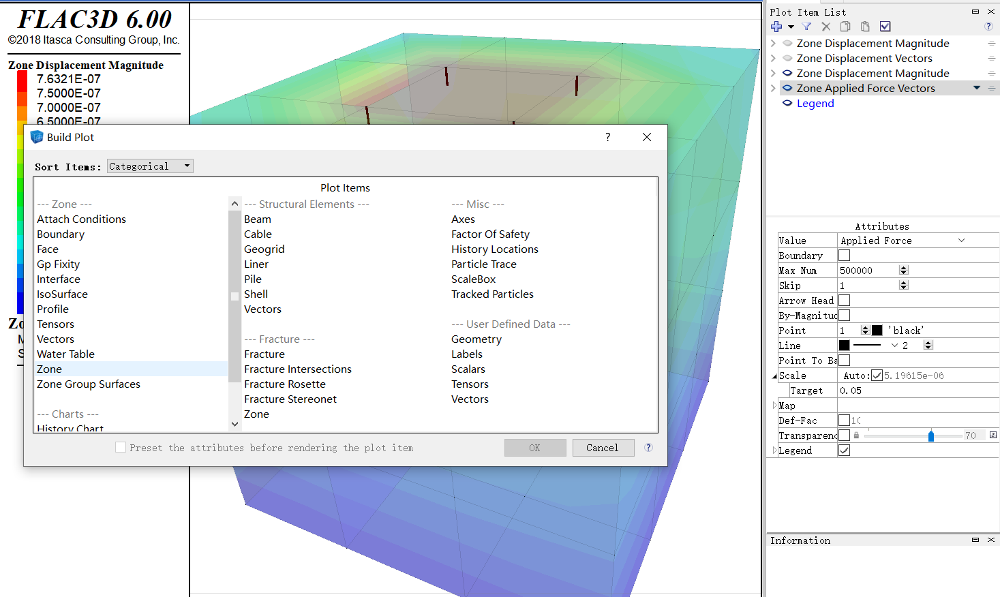 FLAC3D 6.00
©2018 Itasca Consulting Group, Inc.
Zone Displacement Magnitude
7.6321E-07
7.5000E-07
7.0000E-07
6.5000E-07
Build Plot
?
Sort Items: Categorical
Plot Items
--- Zone ---
Attach Conditions
Boundary
Face
Gp Fixity
Interface
IsoSurface
Profile
Tensors
Vectors
Water Table
Zone
Zone Group Surfaces
--- Charts ---
History Chart
--- Structural Elements ---
Beam
Cable
Geogrid
Liner
Pile
Shell
Vectors
--- Fracture ---
Fracture
Fracture Intersections
Fracture Rosette
Fracture Stereonet
Zone
--- Misc ---
Axes
Factor Of Safety
History Locations
Particle Trace
ScaleBox
Tracked Particles
--- User Defined Data ---
Geometry
Labels
Scalars
Tensors
Vectors
Preset the attributes before rendering the plot item
OK
Cancel
?
Zo
M
S
Plot Item List
?
Zone Displacement Magnitude
Zone Displacement Vectors
Zone Displacement Magnitude
Zone Applied Force Vectors
Legend
Attributes
Value Applied Force
Boundary
Max Num 500000
Skip 1
Arrow Head
By-Magnitud
Point 1 'black'
Line 2
Point To Ba
Scale Auto: 5.19615e-06
Target 0.05
Map
Def-Fac 10
Transparenc 70 ?
Legend
Information